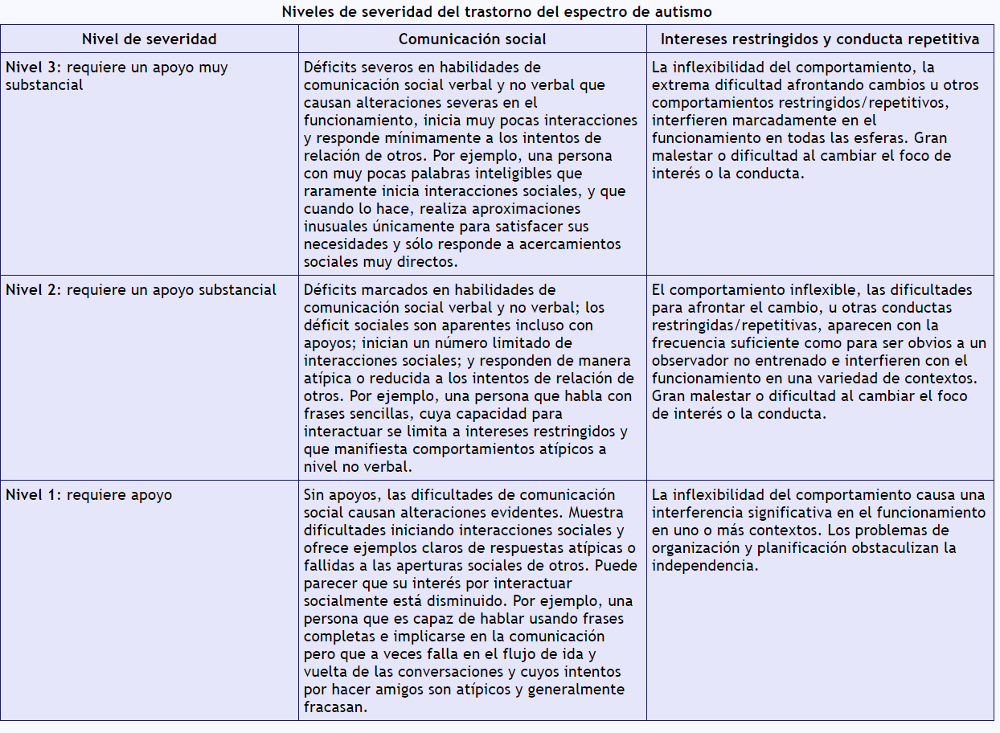 Niveles de severidad del trastorno del espectro de autismo
Nivel de severidad
Comunicación social
Intereses restringidos y conducta repetitiva
Nivel 3: requiere un apoyo muy
substancial
Déficits severos en habilidades de
comunicación social verbal y no verbal que
causan alteraciones severas en el
funcionamiento, inicia muy pocas interacciones
y responde mínimamente a los intentos de
relación de otros. Por ejemplo, una persona
con muy pocas palabras inteligibles que
raramente inicia interacciones sociales, y que
cuando lo hace, realiza aproximaciones
inusuales únicamente para satisfacer sus
necesidades y sólo responde a acercamientos
sociales muy directos.
La inflexibilidad del comportamiento, la
extrema dificultad afrontando cambios u otros
comportamientos restringidos/repetitivos,
interfieren marcadamente en el
funcionamiento en todas las esferas. Gran
malestar o dificultad al cambiar el foco de
interés o la conducta.
Nivel 2: requiere un apoyo substancial
Déficits marcados en habilidades de
comunicación social verbal y no verbal; los
déficit sociales son aparentes incluso con
apoyos; inician un número limitado de
interacciones sociales; y responden de manera
atípica o reducida a los intentos de relación de
otros. Por ejemplo, una persona que habla con
frases sencillas, cuya capacidad para
interactuar se limita a intereses restringidos y
que manifiesta comportamientos atípicos a
nivel no verbal.
El comportamiento inflexible, las dificultades
para afrontar el cambio, u otras conductas
restringidas/repetitivas, aparecen con la
frecuencia suficiente como para ser obvios a un
observador no entrenado e interfieren con el
funcionamiento en una variedad de contextos.
Gran malestar o dificultad al cambiar el foco
de interés o la conducta.
Nivel 1: requiere apoyo
Sin apoyos, las dificultades de comunicación
social causan alteraciones evidentes. Muestra
dificultades iniciando interacciones sociales y
ofrece ejemplos claros de respuestas atípicas o
fallidas a las aperturas sociales de otros. Puede
parecer que su interés por interactuar
socialmente está disminuido. Por ejemplo, una
persona que es capaz de hablar usando frases
completas e implicarse en la comunicación
pero que a veces falla en el flujo de ida y
vuelta de las conversaciones y cuyos intentos
por hacer amigos son atípicos y generalmente
fracasan.
La inflexibilidad del comportamiento causa una
interferencia significativa en el funcionamiento
en uno o más contextos. Los problemas de
organización y planificación obstaculizan la
independencia.